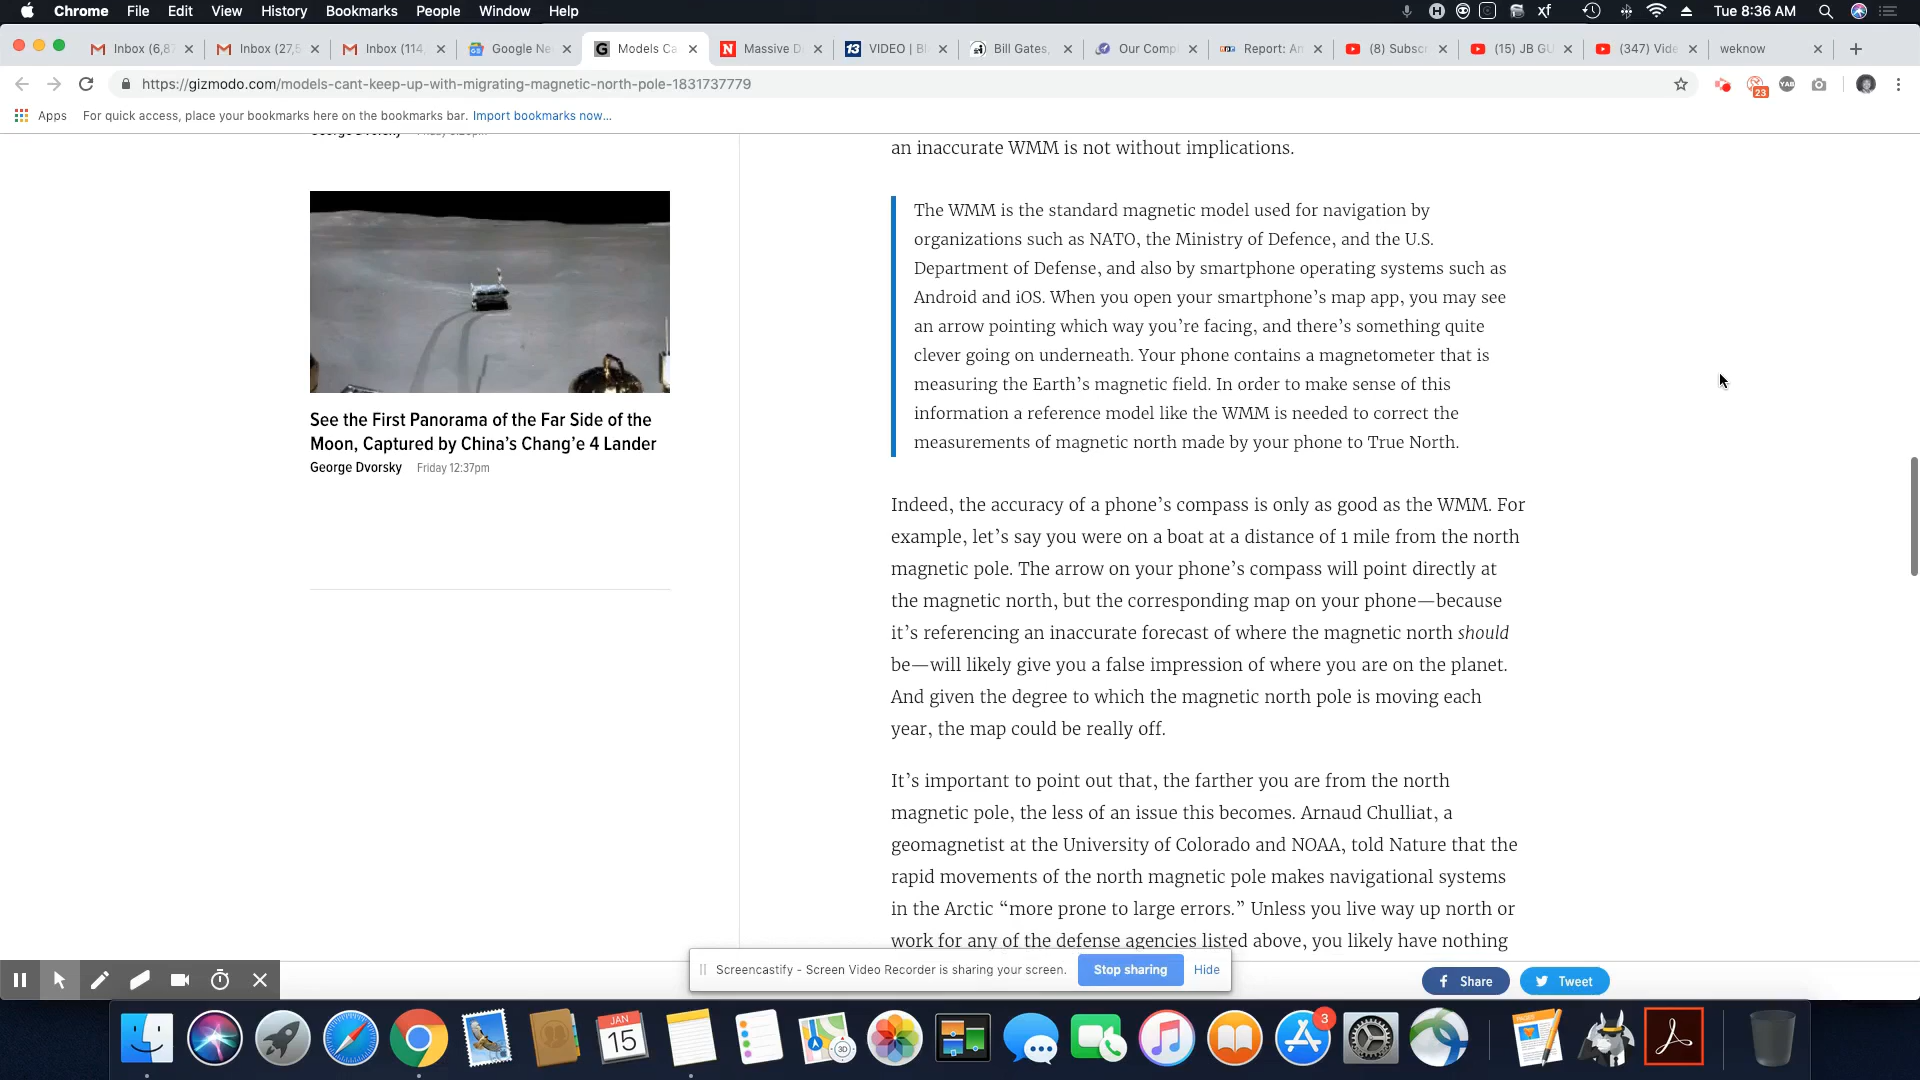 Chrome File Edit View History Bookmarks People Window Help
Tue 8:36 AM
Inbox (6,8
Inbox (27,5
Inbox (114,
Google Ne
Models Ca
Massive D
VIDEO | Bl
Bill Gates,
Our Comp
Report: An
(8) Subsc
(15) JB GU
(347) Vide
weknow
https://gizmodo.com/models-cant-keep-up-with-migrating-magnetic-north-pole-1831737779
23
Apps For quick access, place your bookmarks here on the bookmarks bar. Import bookmarks now...
George Dvorsky
an inaccurate WMM is not without implications.
The WMM is the standard magnetic model used for navigation by
organizations such as NATO, the Ministry of Defence, and the U.S.
Department of Defense, and also by smartphone operating systems such as
Android and iOS. When you open your smartphone's map app, you may see
an arrow pointing which way you're facing, and there's something quite
clever going on underneath. Your phone contains a magnetometer that is
measuring the Earth's magnetic field. In order to make sense of this
information a reference model like the WMM is needed to correct the
measurements of magnetic north made by your phone to True North.
See the First Panorama of the Far Side of the
Moon, Captured by China's Chang'e 4 Lander
George Dvorsky Friday 12:37pm
Indeed, the accuracy of a phone's compass is only as good as the WMM. For
example, let's say you were on a boat at a distance of 1 mile from the north
magnetic pole. The arrow on your phone's compass will point directly at
the magnetic north, but the corresponding map on your phone—because
it's referencing an inaccurate forecast of where the magnetic north should
be—will likely give you a false impression of where you are on the planet.
And given the degree to which the magnetic north pole is moving each
year, the map could be really off.
It's important to point out that, the farther you are from the north
magnetic pole, the less of an issue this becomes. Arnaud Chulliat, a
geomagnetist at the University of Colorado and NOAA, told Nature that the
rapid movements of the north magnetic pole makes navigational systems
in the Arctic “more prone to large errors.” Unless you live way up north or
work for any of the defense agencies listed above, you likely have nothing
Screencastify - Screen Video Recorder is sharing your screen. Stop sharing Hide
Share Tweet
JAN
15
3D
3